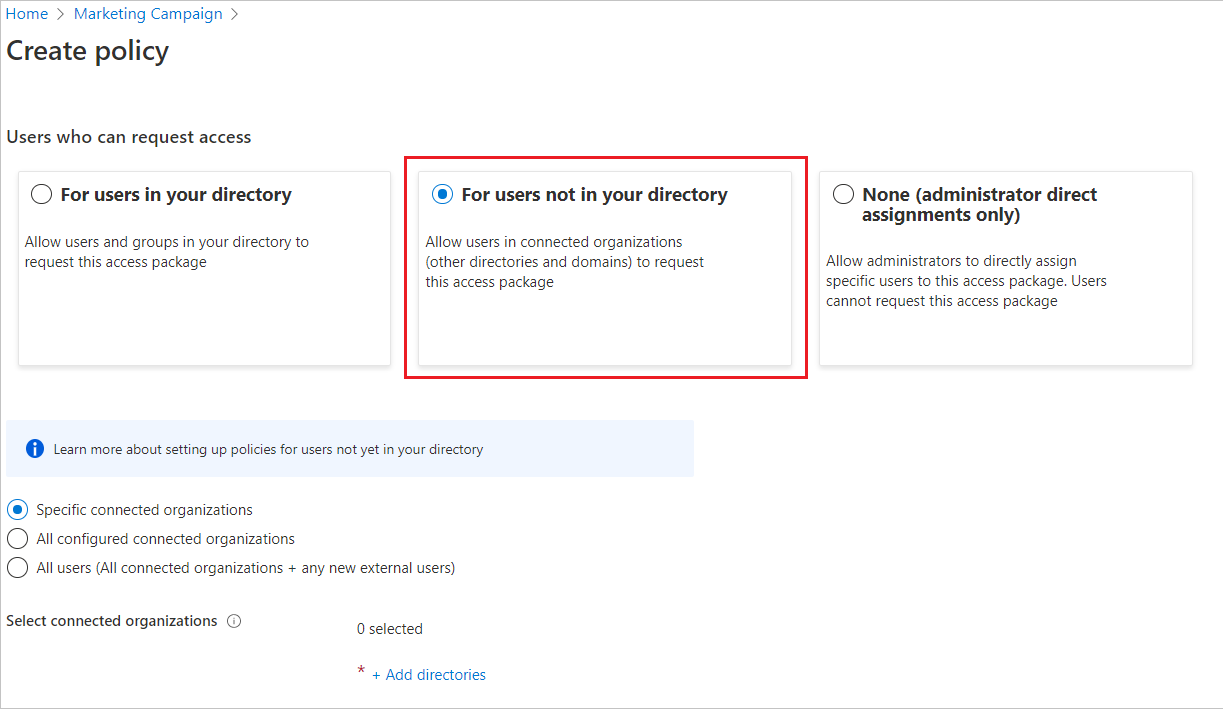 Home > Marketing Campaign >
Create policy
Users who can request access
For users in your directory
Allow users and groups in your directory to
request this access package
For users not in your directory
Allow users in connected organizations
(other directories and domains) to request
this access package
None (administrator direct
assignments only)
Allow administrators to directly assign
specific users to this access package. Users
cannot request this access package
Learn more about setting up policies for users not yet in your directory
Specific connected organizations
All configured connected organizations
All users (All connected organizations + any new external users)
Select connected organizations
0 selected
* + Add directories